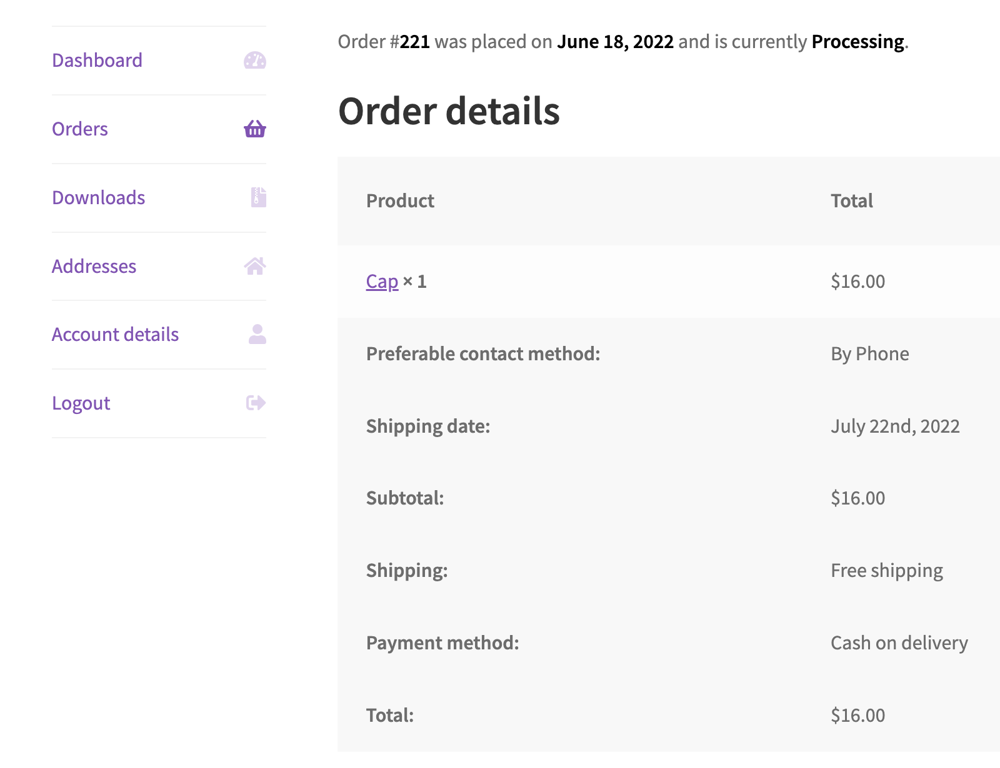 Dashboard
Orders
Downloads
Addresses
Account details
Logout
Order #221 was placed on June 18, 2022 and is currently Processing.
Order details
Product Total
Cap × 1 $16.00
Preferable contact method: By Phone
Shipping date: July 22nd, 2022
Subtotal: $16.00
Shipping: Free shipping
Payment method: Cash on delivery
Total: $16.00